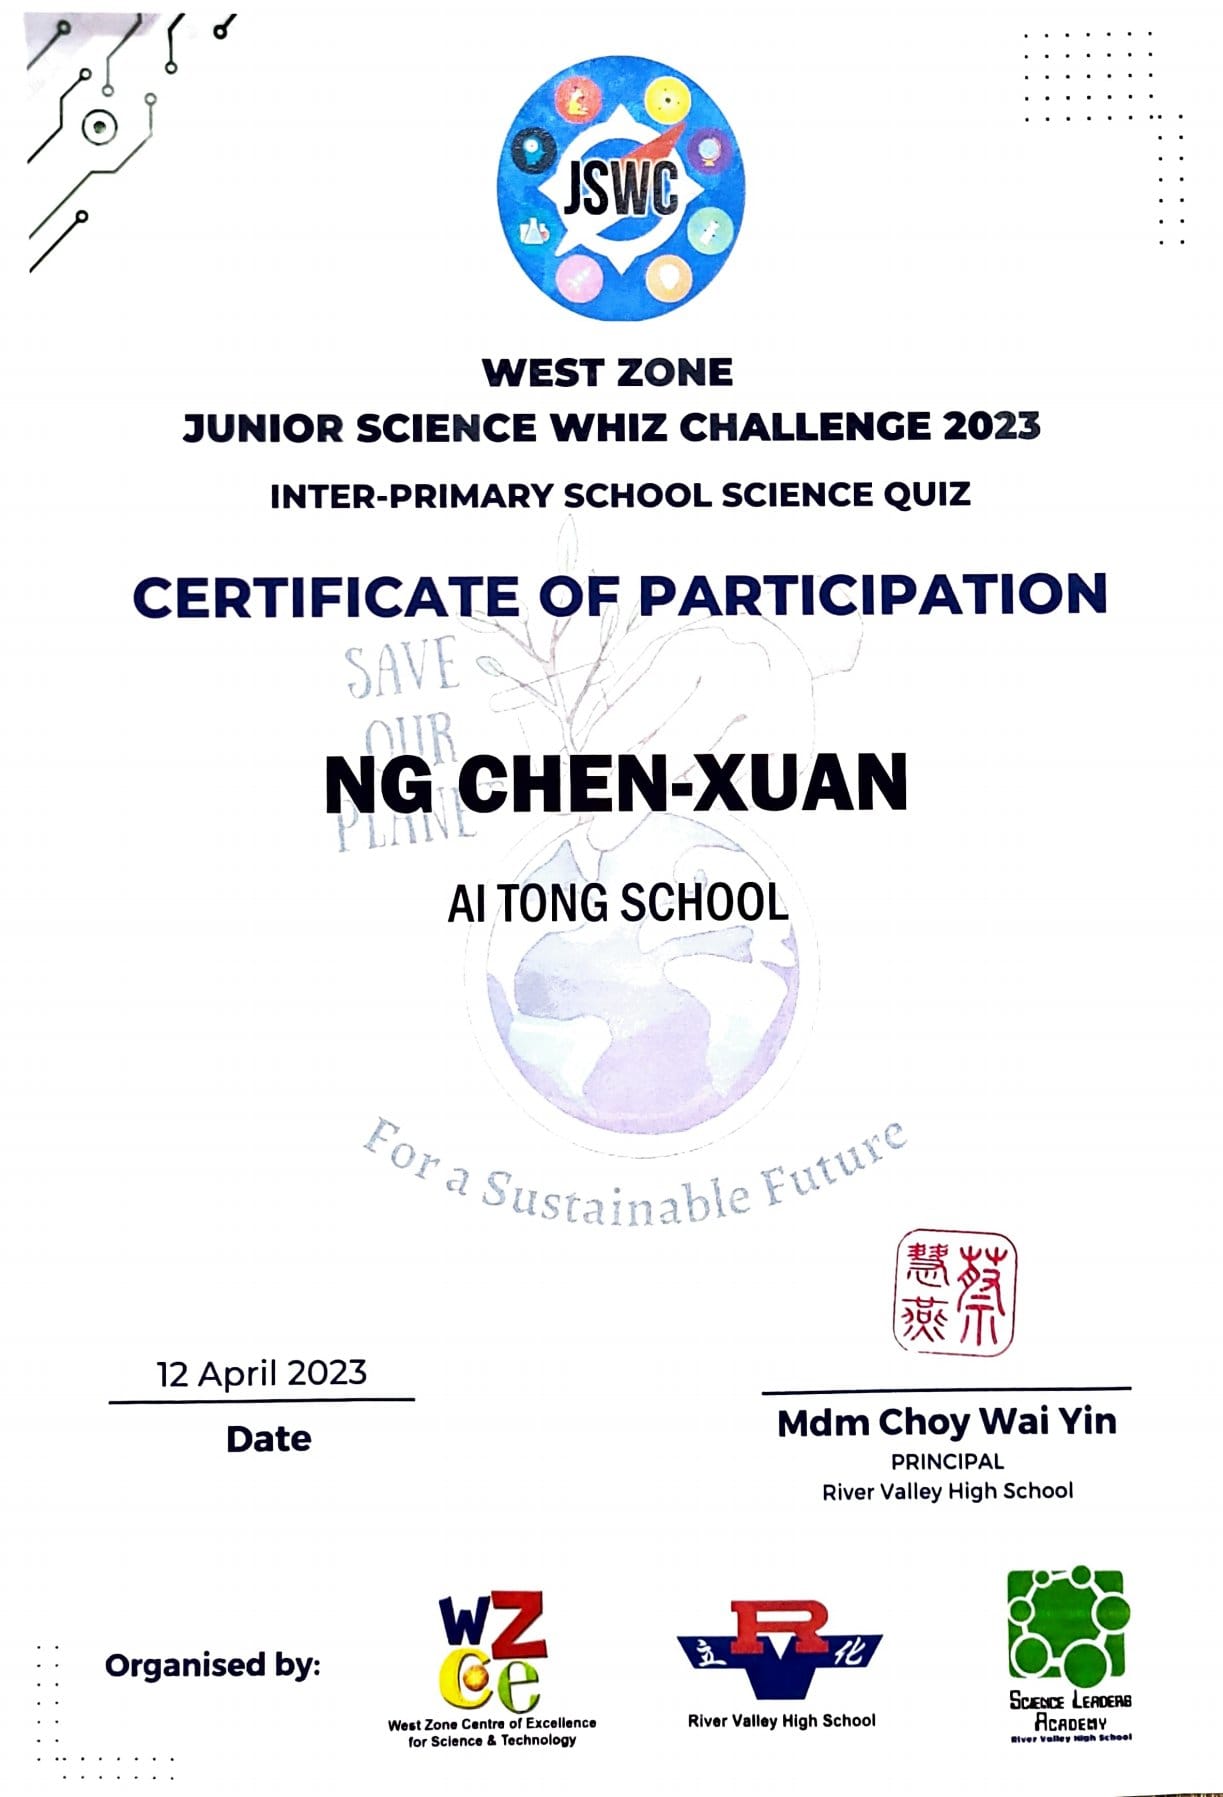 JSWC
WEST ZONE
JUNIOR SCIENCE WHIZ CHALLENGE 2023
INTER-PRIMARY SCHOOL SCIENCE QUIZ
CERTIFICATE OF PARTICIPATION
SAVE
OUR
PLANET
NG CHEN-XUAN
AI TONG SCHOOL
For a Sustainable Future
蔡
慧燕
12 April 2023
Date
Mdm Choy Wai Yin
PRINCIPAL
River Valley High School
Organised by:
WZ
Ce
West Zone Centre of Excellence
for Science & Technology
立 RV 化
River Valley High School
SCIENCE LEADERS
ACADEMY
River Valley High School